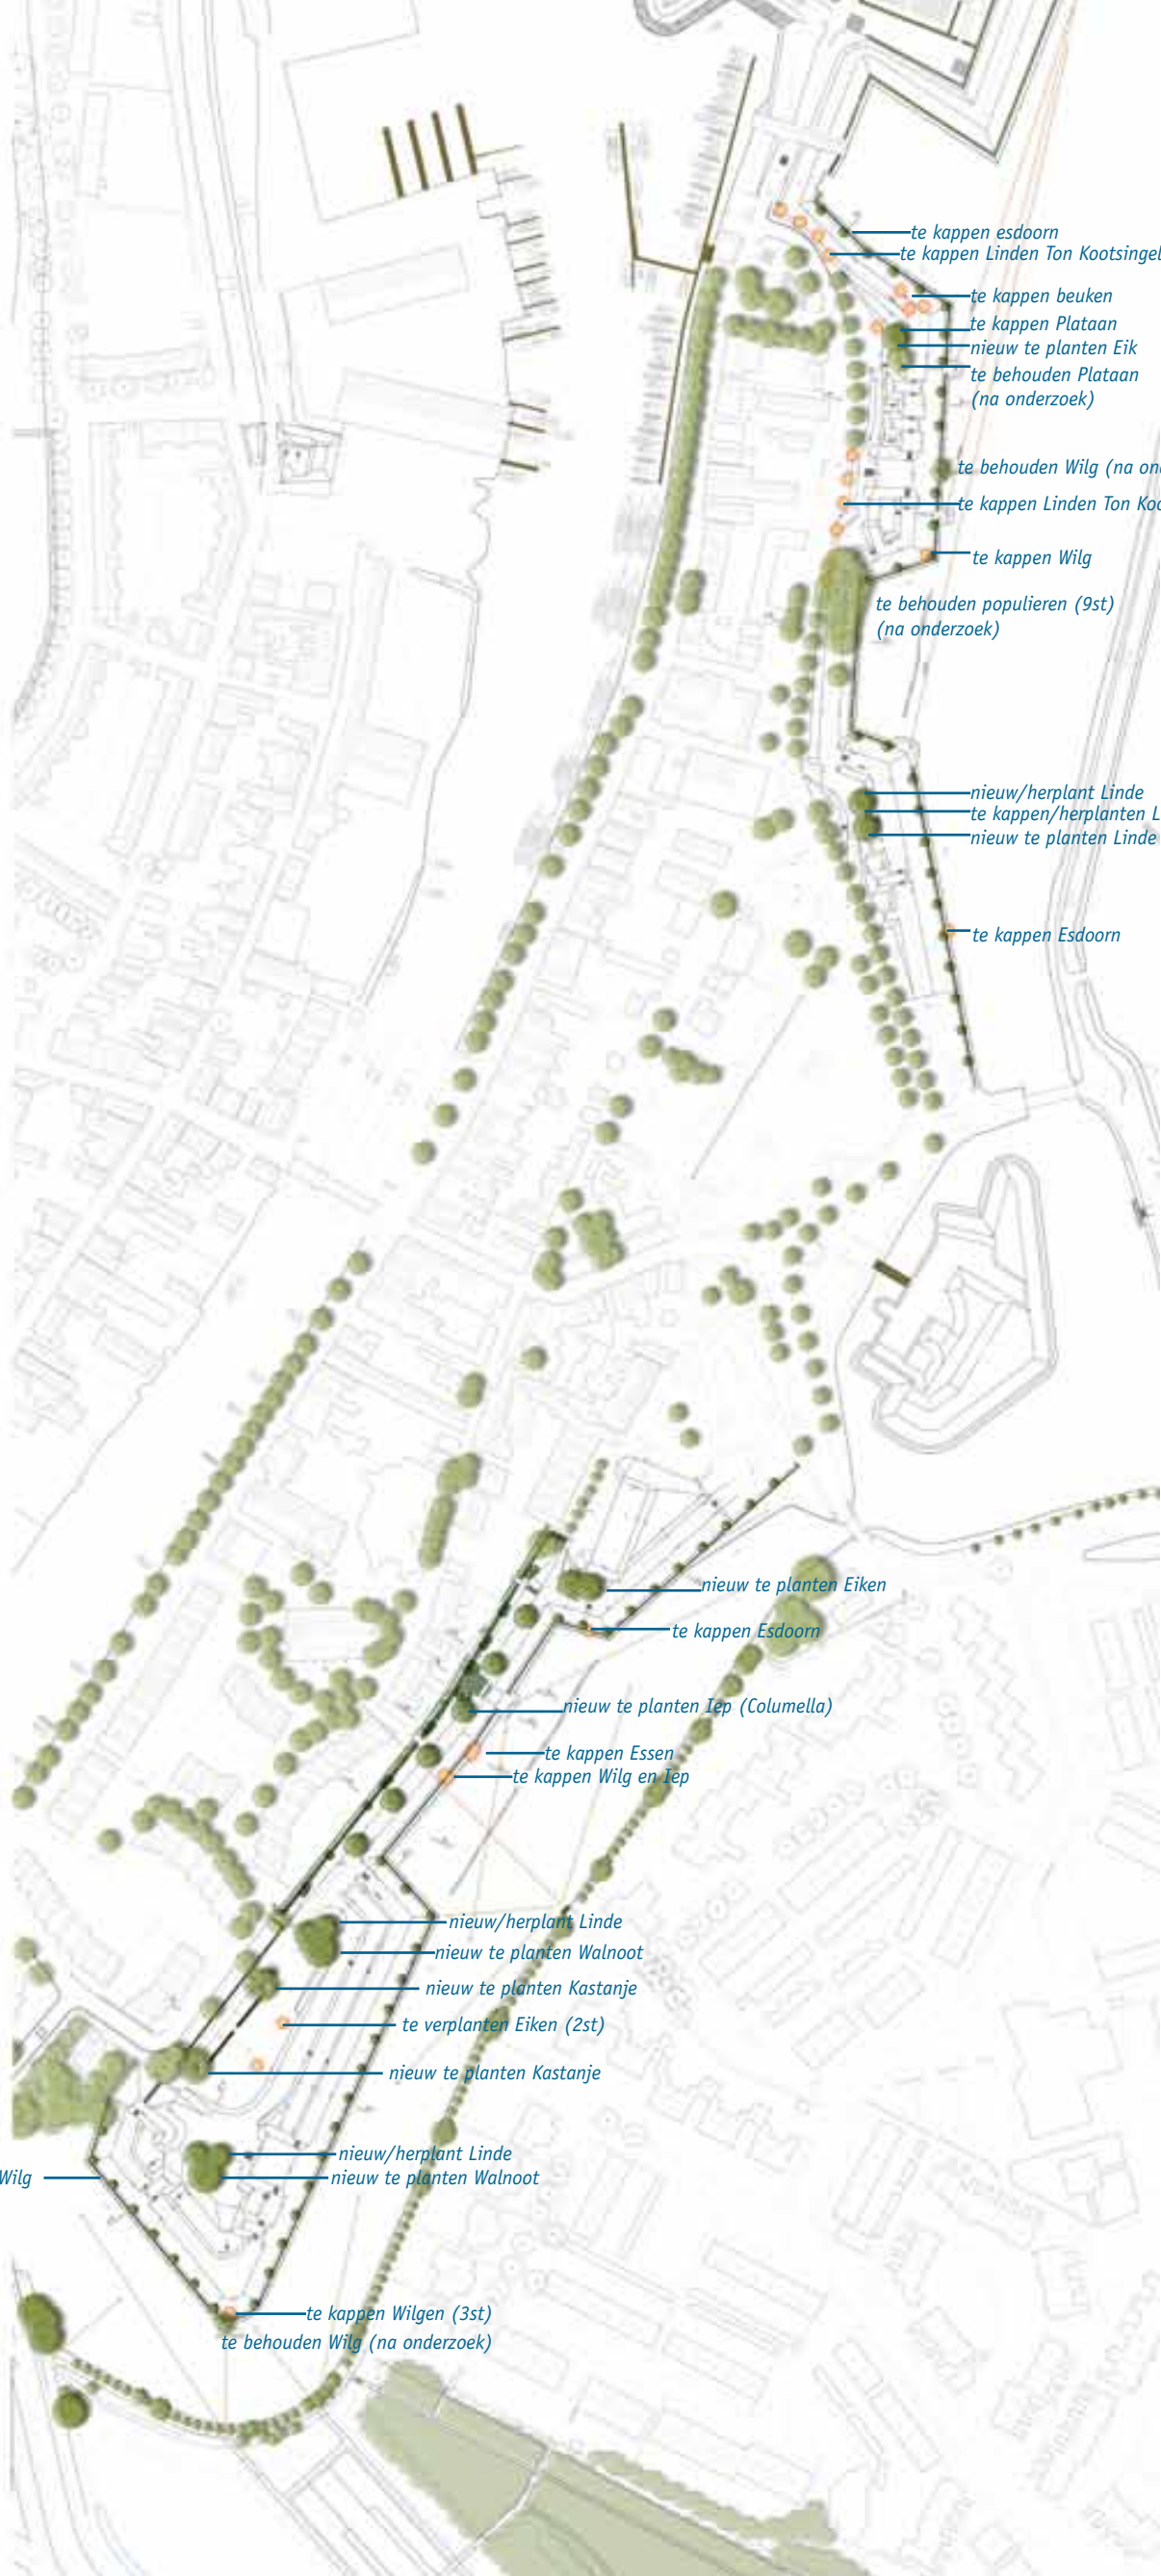 te kappen esdoorn
te kappen Linden Ton Kootsingel
te kappen beuken
te kappen Plataan
nieuw te planten Eik
te behouden Plataan
(na onderzoek)
te behouden Wilg (na
te kappen Linden Ton
te kappen Wilg
te behouden populieren (9st)
(na onderzoek)
nieuw/herplant Linde
te kappen/herplanten
nieuw te planten Linde
te kappen Esdoorn
nieuw te planten Eiken
te kappen Esdoorn
nieuw te planten Iep (Columella)
te kappen Essen
te kappen Wilg en Iep
nieuw/herplant Linde
nieuw te planten Walnoot
nieuw te planten Kastanje
te verplanten Eiken (2st)
nieuw te planten Kastanje
nieuw/herplant Linde
Wilg
nieuw te planten Walnoot
te kappen Wilgen (3st)
te behouden Wilg (na onderzoek)